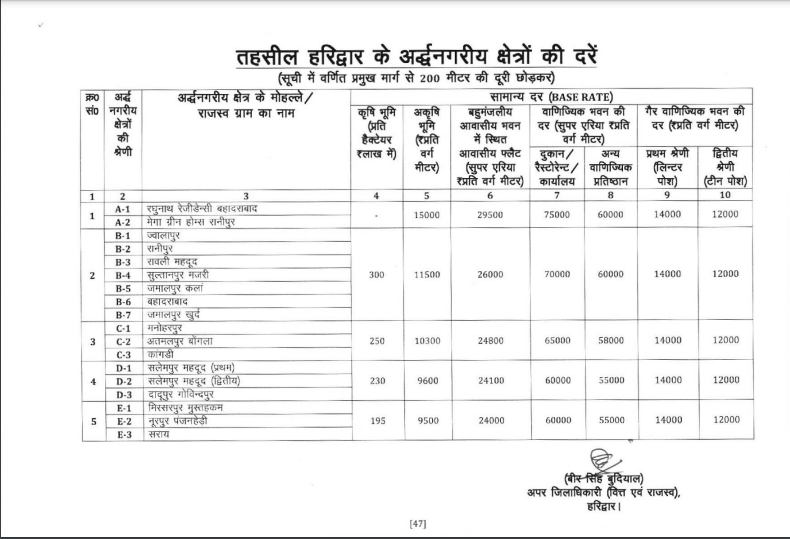 तहसील हरिद्वार के अर्द्धनगरीय क्षेत्रों की दरें
(सूची में वर्णित प्रमुख मार्ग से 200 मीटर की दूरी छोड़कर)
क्र0 सं0 | अर्द्ध नगरीय क्षेत्रों की श्रेणी | अर्द्धनगरीय क्षेत्र के मोहल्ले/ राजस्व ग्राम का नाम | सामान्य दर (BASE RATE)
कृषि भूमि (प्रति हैक्टेयर ₹लाख में) | अकृषि भूमि (₹प्रति वर्ग मीटर) | बहुमंजलीय आवासीय भवन में स्थित आवासीय फ्लैट (सुपर एरिया ₹प्रति वर्ग मीटर) | वाणिज्यिक भवन की दर (सुपर एरिया ₹प्रति वर्ग मीटर) | गैर वाणिज्यिक भवन की दर (₹प्रति वर्ग मीटर)
दुकान/ रैस्टोरेन्ट/ कार्यालय | अन्य वाणिज्यिक प्रतिष्ठान | प्रथम श्रेणी (लिन्टर पोश) | द्वितीय श्रेणी (टीन पोश)
1 | 2 | 3 | 4 | 5 | 6 | 7 | 8 | 9 | 10
1 | A-1 | रघुनाथ रेजीडेन्सी बहादराबाद | - | 15000 | 29500 | 75000 | 60000 | 14000 | 12000
A-2 | मेगा ग्रीन होम्स रानीपुर
2 | B-1 | ज्वालापुर | 300 | 11500 | 26000 | 70000 | 60000 | 14000 | 12000
B-2 | रानीपुर
B-3 | रावली महदूद
B-4 | सुल्तानपुर मजरी
B-5 | जमालपुर कलां
B-6 | बहादराबाद
B-7 | जमालपुर खुर्द
3 | C-1 | मनोहरपुर | 250 | 10300 | 24800 | 65000 | 58000 | 14000 | 12000
C-2 | अतमलपुर बोंगला
C-3 | कांगडी
4 | D-1 | सलेमपुर महदूद (प्रथम) | 230 | 9600 | 24100 | 60000 | 55000 | 14000 | 12000
D-2 | सलेमपुर महदूद (द्वितीय)
D-3 | दादूपुर गोविन्दपुर
5 | E-1 | मिस्सरपुर मुस्तहकम | 195 | 9500 | 24000 | 60000 | 55000 | 14000 | 12000
E-2 | नूरपुर पंजनहेडी
E-3 | सराय
(बीर सिंह बुदियाल)
अपर जिलाधिकारी (वित्त एवं राजस्व),
हरिद्वार।
[47]